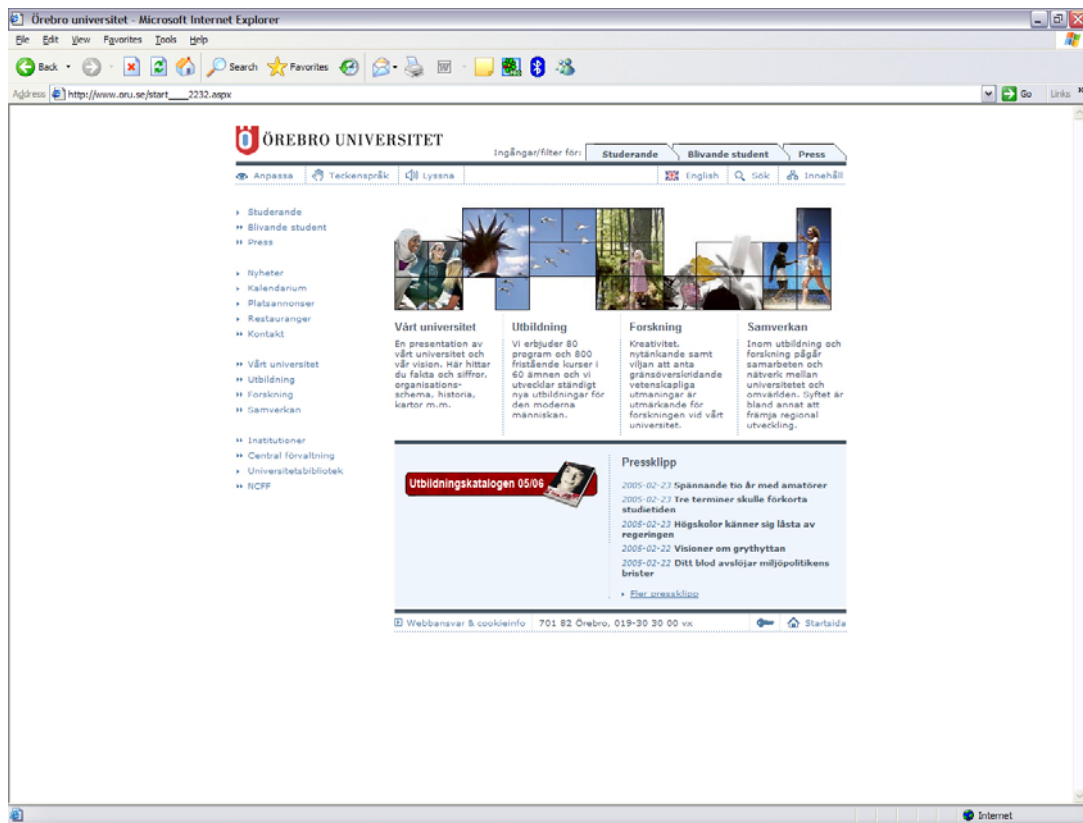 Örebro universitet - Microsoft Internet Explorer
File Edit View Favorites Tools Help
Back Search Favorites
Address http://www.oru.se/start____2232.aspx Go Links
ÖREBRO UNIVERSITET
Ingångar/filter för: Studerande Blivande student Press
Anpassa Teckenspråk Lyssna English Sök Innehåll
Studerande
Blivande student
Press
Nyheter
Kalendarium
Platsannonser
Restauranger
Kontakt
Vårt universitet
Utbildning
Forskning
Samverkan
Institutioner
Central förvaltning
Universitetsbibliotek
NCFF
Vårt universitet
En presentation av
vårt universitet och
vår vision. Här hittar
du fakta och siffror,
organisations-
schema, historia,
kartor m.m.
Utbildning
Vi erbjuder 80
program och 800
fristående kurser i
60 ämnen och vi
utvecklar ständigt
nya utbildningar för
den moderna
människan.
Forskning
Kreativitet,
nytänkande samt
viljan att anta
gränsöverskridande
vetenskapliga
utmaningar är
utmärkande för
forskningen vid vårt
universitet.
Samverkan
Inom utbildning och
forskning pågår
samarbeten och
nätverk mellan
universitetet och
omvärlden. Syftet är
bland annat att
främja regional
utveckling.
Utbildningskatalogen 05/06
Pressklipp
2005-02-23 Spännande tio år med amatörer
2005-02-23 Tre terminer skulle förkorta
studietiden
2005-02-23 Högskolor känner sig låsta av
regeringen
2005-02-22 Visioner om grythyttan
2005-02-22 Ditt blod avslöjar miljöpolitikens
brister
Fler pressklipp
Webbansvar & cookieinfo 701 82 Örebro, 019-30 30 00 vx Startsida
Internet